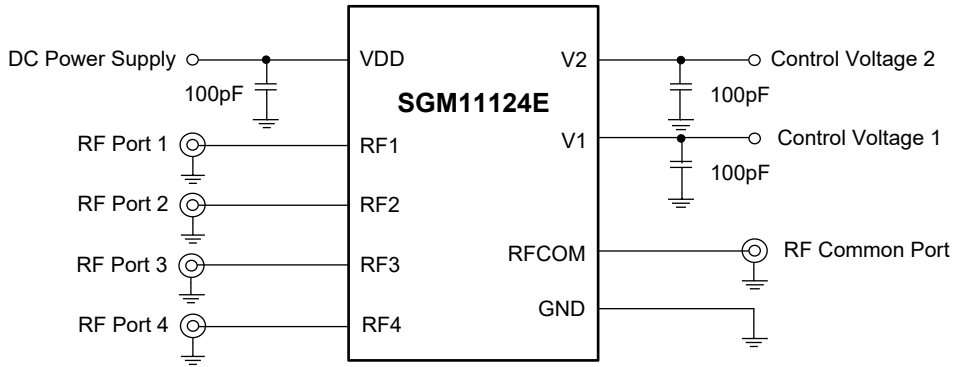 DC Power Supply
100pF
VDD
SGM11124E
V2
Control Voltage 2
100pF
RF Port 1
RF1
V1
Control Voltage 1
100pF
RF Port 2
RF2
RF Port 3
RF3
RFCOM
RF Common Port
RF Port 4
RF4
GND